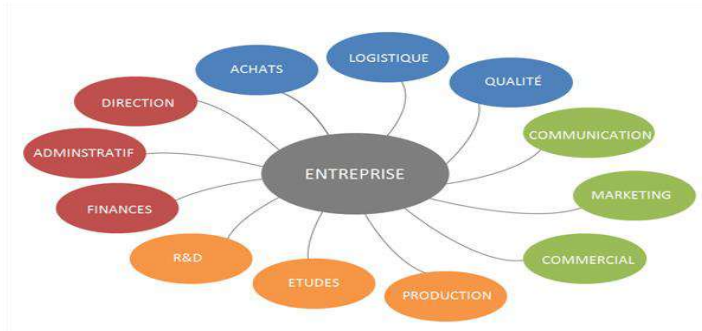 LOGISTIQUE
ACHATS
QUALITÉ
DIRECTION
COMMUNICATION
ADMINSTRATIF
ENTREPRISE
MARKETING
FINANCES
R&D
COMMERCIAL
ETUDES
PRODUCTION